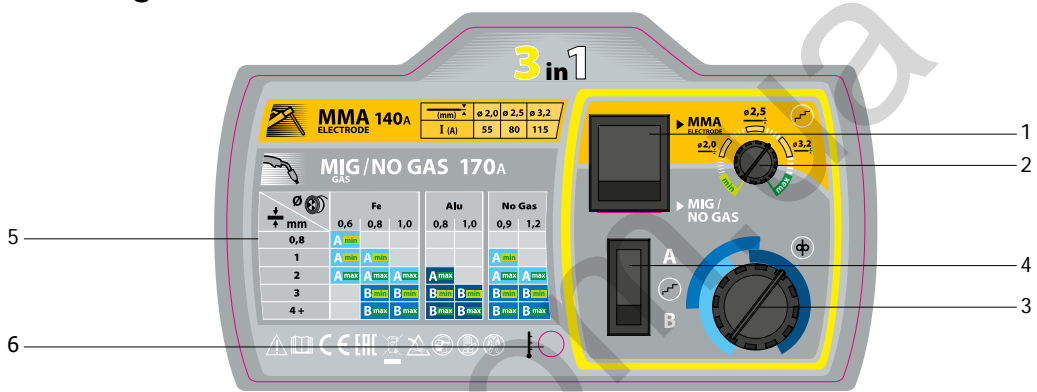 3 in 1
MMA 140A
ELECTRODE
(mm) ø 2,0 ø 2,5 ø 3,2
I (A) 55 80 115
MIG/NO GAS 170A
GAS
Ø Fe Alu No Gas
mm 0,6 0,8 1,0 0,8 1,0 0,9 1,2
0,8 A min
1 A min A min A min
2 A max A max A max A max A max A max
3 B min B min B min B min B min B min
4 + B max B max B max B max B max B max
CE EAC
MMA
ELECTRODE
MIG /
NO GAS
ø2,0
ø2,5
ø3,2
min
max
A
B
1
2
3
4
5
6